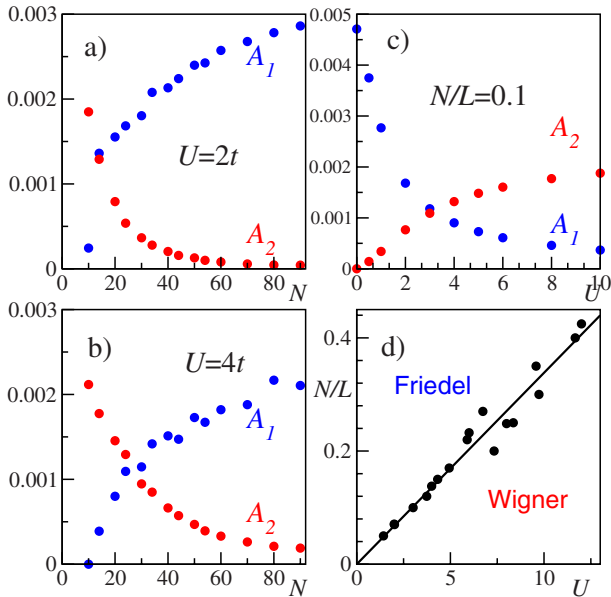 0.003
a)
A1
0.002
U=2t
0.001
A2
0
0 20 40 60 80 N
0.005
c)
0.004
N/L=0.1
0.003
A2
0.002
0.001
A1
0
0 2 4 6 8 U 10
0.003
b)
U=4t
0.002
A1
0.001
A2
0
0 20 40 60 80 N
d)
0.4
N/L
Friedel
0.2
Wigner
0
0 5 10 U